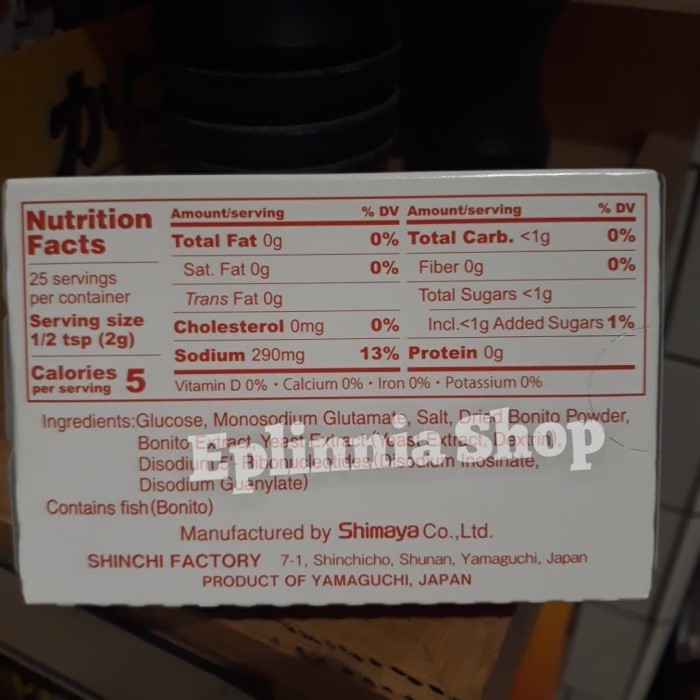 か
Nutrition Facts
25 servings per container
Serving size 1/2 tsp (2g)
Calories per serving 5
Amount/serving % DV
Total Fat 0g 0%
Sat. Fat 0g 0%
Trans Fat 0g
Cholesterol 0mg 0%
Sodium 290mg 13%
Amount/serving % DV
Total Carb. <1g 0%
Fiber 0g 0%
Total Sugars <1g
Incl.<1g Added Sugars 1%
Protein 0g
Vitamin D 0% • Calcium 0% • Iron 0% • Potassium 0%
Ingredients:Glucose, Monosodium Glutamate, Salt, Dried Bonito Powder,
Bonito Extract, Yeast Extract (Yeast Extract, Dextrin),
Disodium 5'-Ribonucleotides (Disodium Inosinate,
Disodium Guanylate)
Contains fish (Bonito)
Manufactured by Shimaya Co.,Ltd.
SHINCHI FACTORY 7-1, Shinchicho, Shunan, Yamaguchi, Japan
PRODUCT OF YAMAGUCHI, JAPAN
Eplinnia Shop